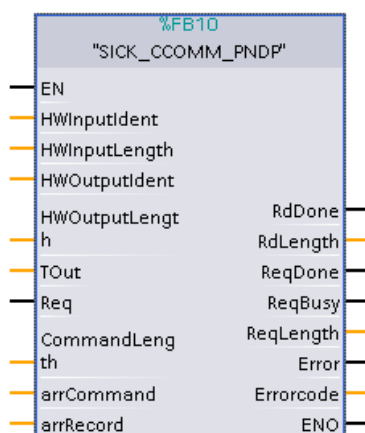 %FB10
"SICK_CCOMM_PNDP"
EN
HWInputIdent
HWInputLength
HWOutputIdent
HWOutputLengt
h
TOut
Req
CommandLeng
th
arrCommand
arrRecord
RdDone
RdLength
ReqDone
ReqBusy
ReqLength
Error
Errorcode
ENO